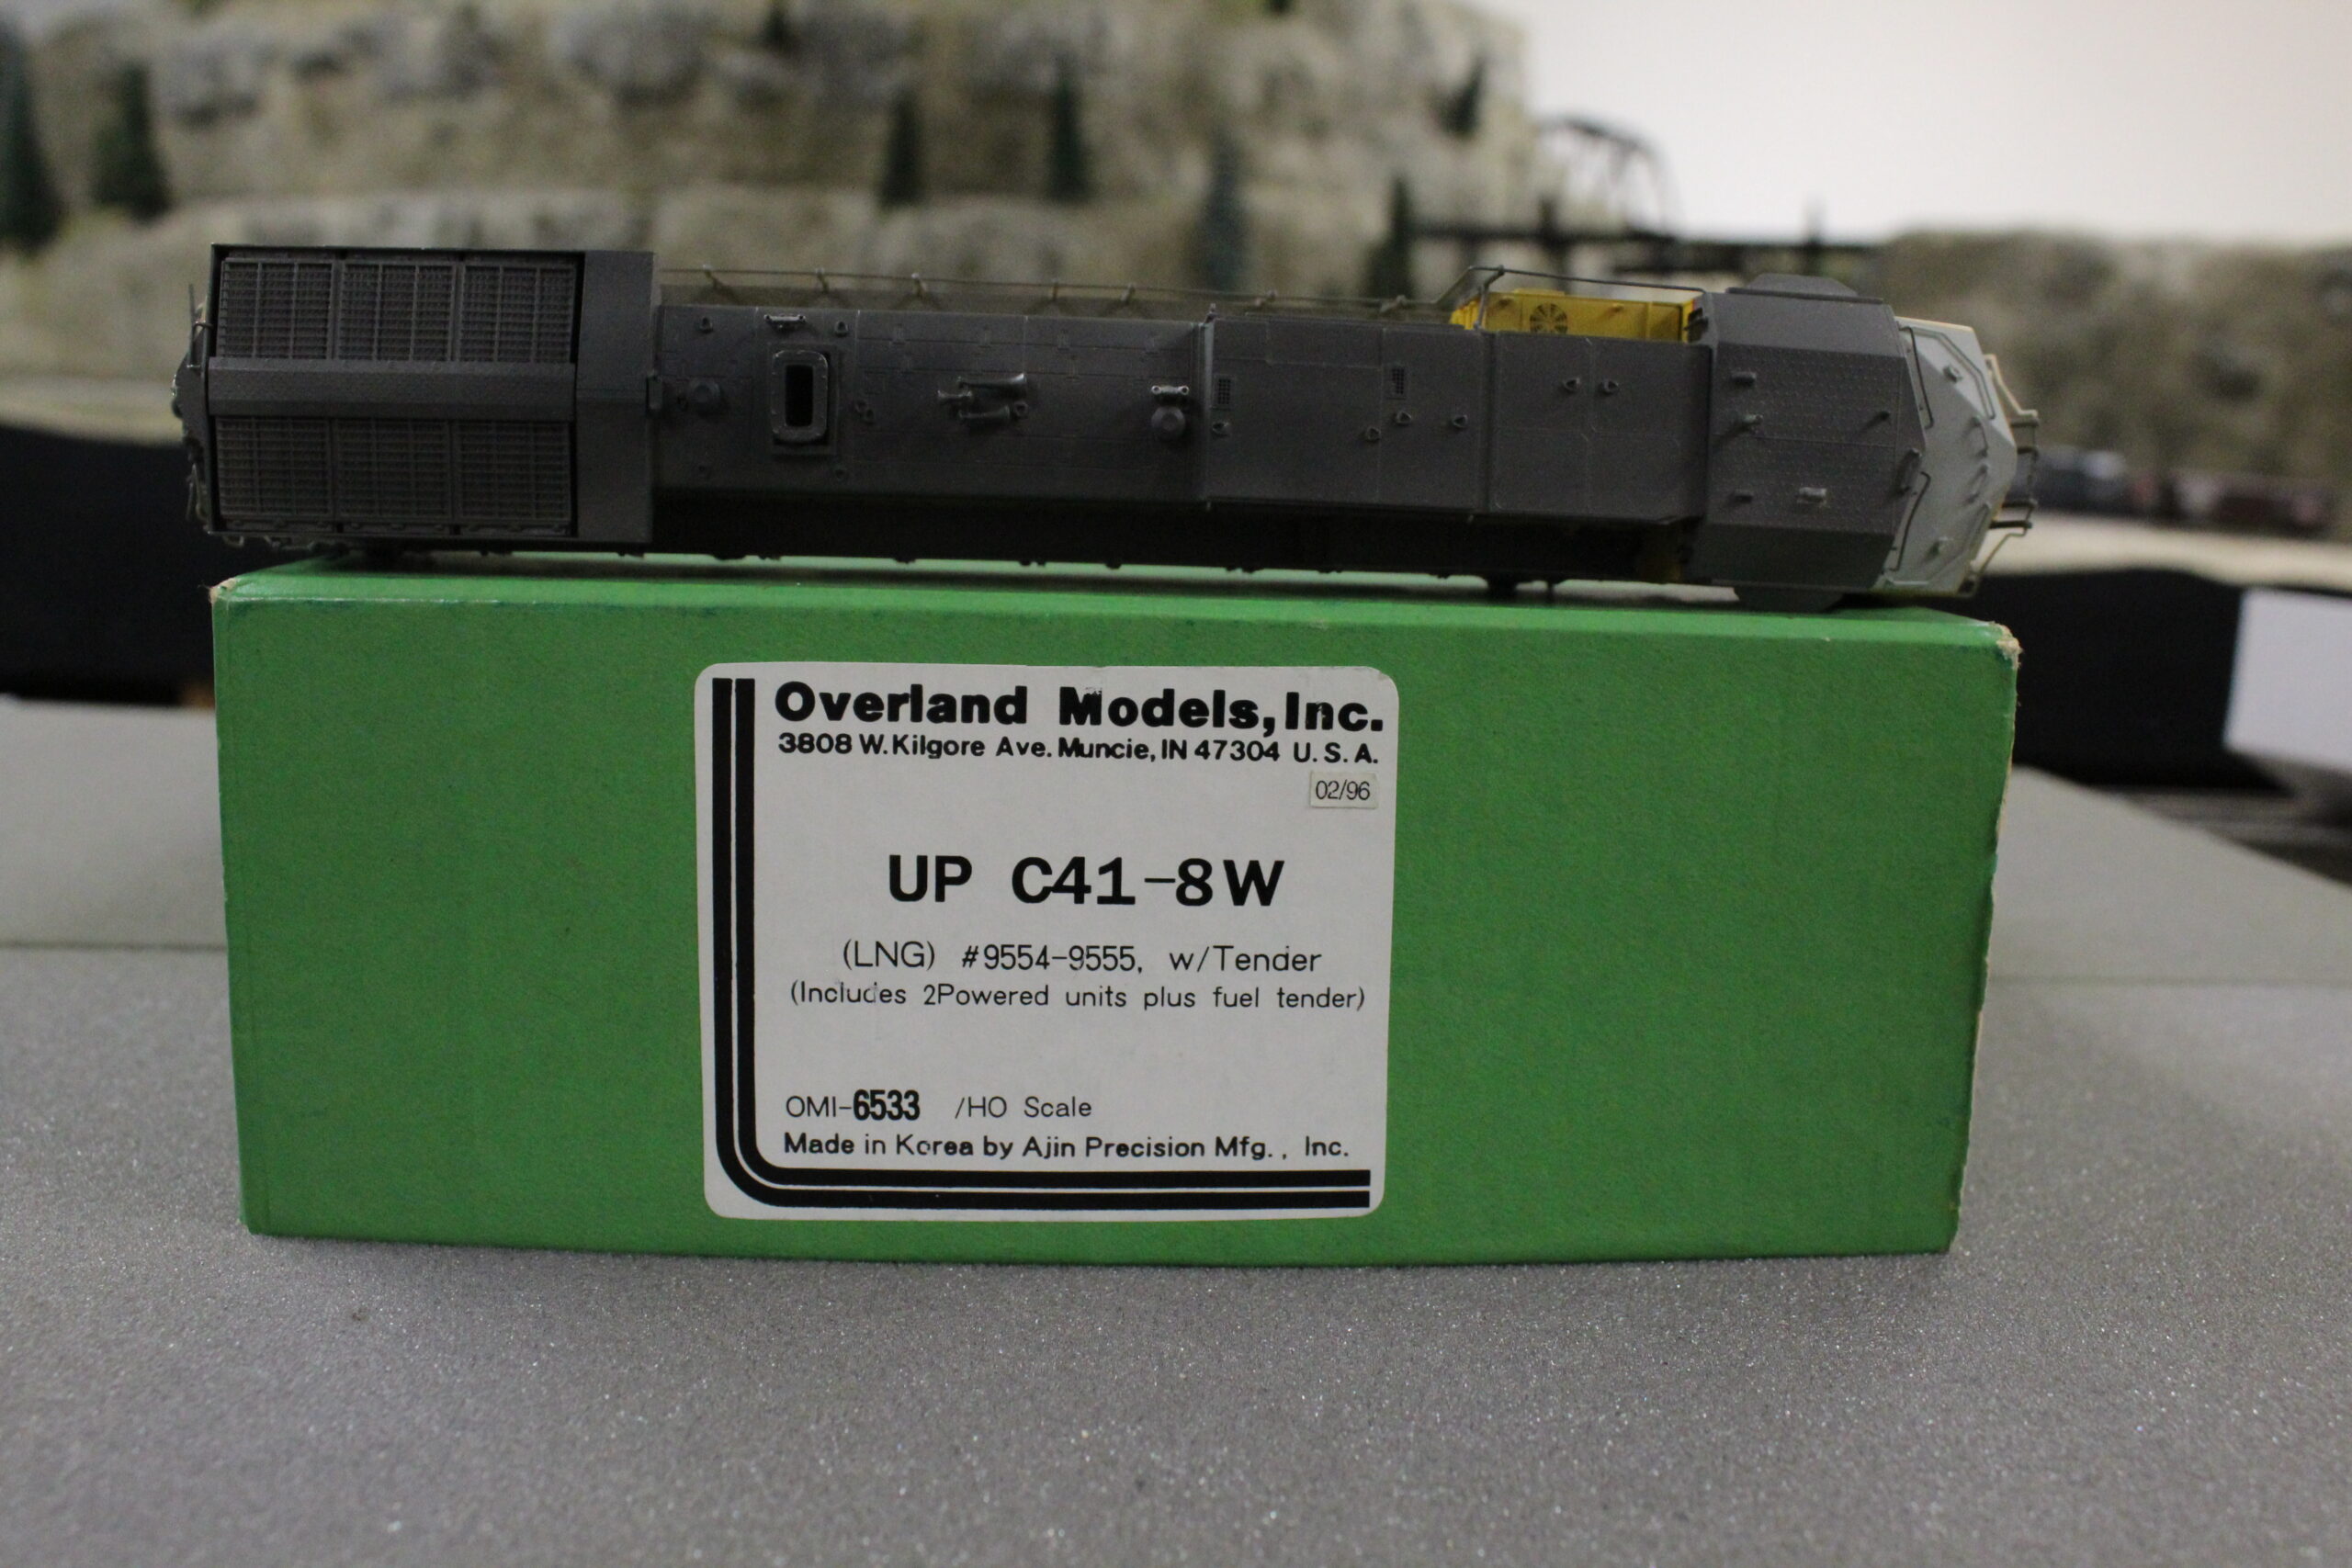 Overland Models, Inc.
3808 W. Kilgore Ave. Muncie, IN 47304 U. S. A.
02/96
UP C41-8W
(LNG) #9554-9555, w/Tender
(Includes 2Powered units plus fuel tender)
OMI-6533 /HO Scale
Made in Korea by Ajin Precision Mfg., Inc.